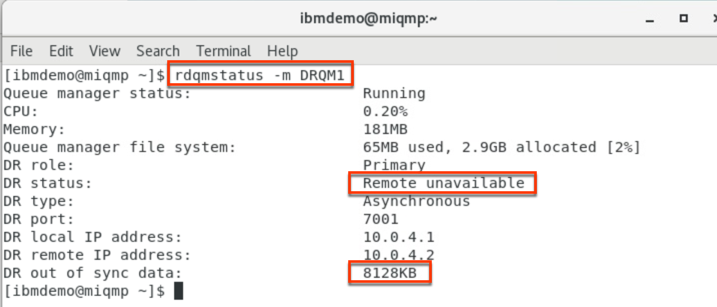 ibmdemo@miqmp:~
File Edit View Search Terminal Help
[ibmdemo@miqmp ~]$ rdqmstatus -m DRQM1
Queue manager status: Running
CPU: 0.20%
Memory: 181MB
Queue manager file system: 65MB used, 2.9GB allocated [2%]
DR role: Primary
DR status: Remote unavailable
DR type: Asynchronous
DR port: 7001
DR local IP address: 10.0.4.1
DR remote IP address: 10.0.4.2
DR out of sync data: 8128KB
[ibmdemo@miqmp ~]$